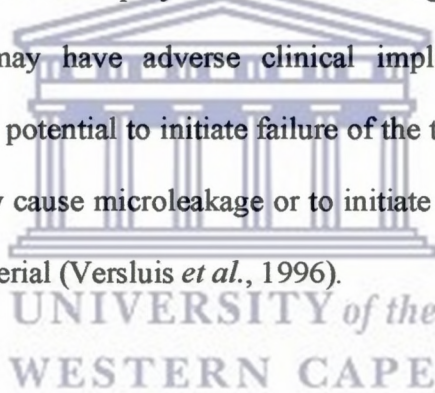 may have adverse clinical impl
potential to initiate failure of the t
y cause microleakage or to initiate
erial (Versluis et al., 1996).
UNIVERSITY of the
WESTERN CAPE